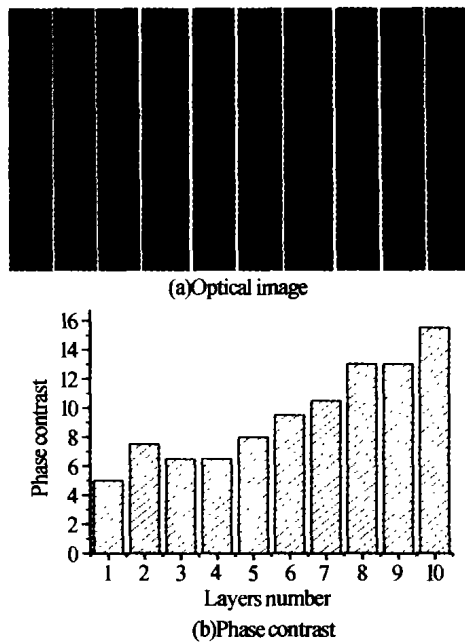 (a)Optical image
16
14
12
10
8
6
4
2
0
Phase contrast
1 2 3 4 5 6 7 8 9 10
Layers number
(b)Phase contrast